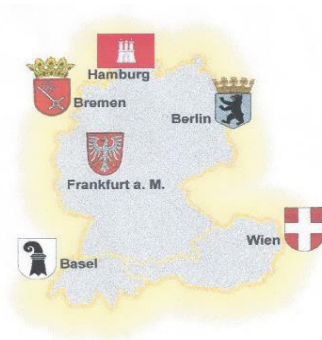 Hamburg
Bremen
Berlin
Frankfurt a. M.
Wien
Basel